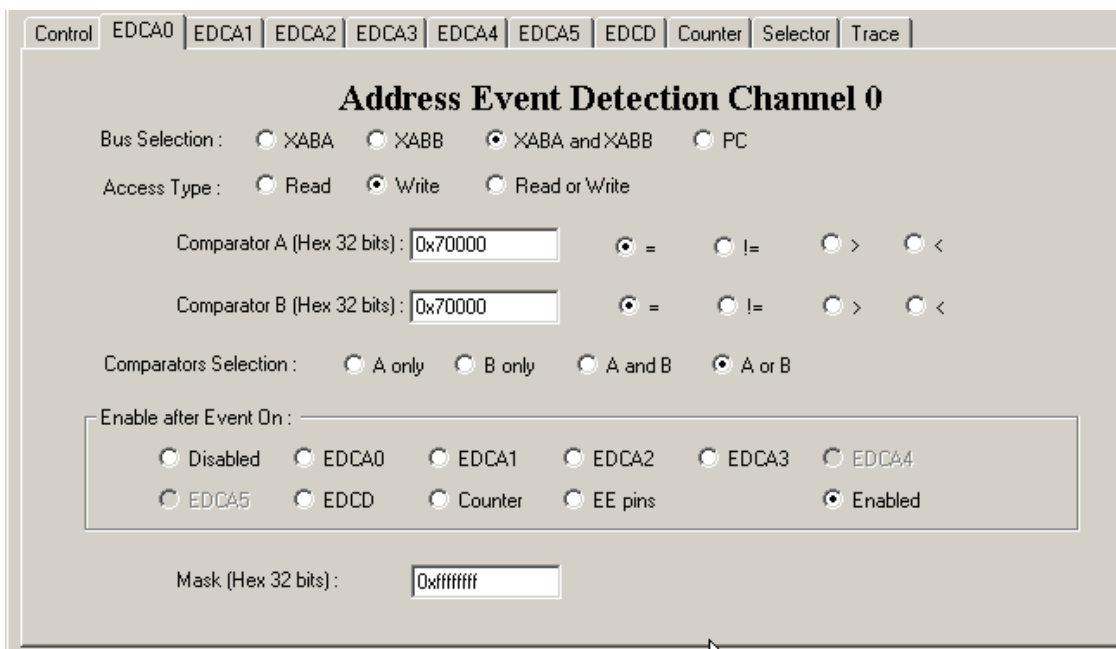 Control EDCA0 EDCA1 EDCA2 EDCA3 EDCA4 EDCA5 EDCD Counter Selector Trace
Address Event Detection Channel 0
Bus Selection : XABA XABB XABA and XABB PC
Access Type : Read Write Read or Write
Comparator A (Hex 32 bits) : 0x70000 = != > <
Comparator B (Hex 32 bits) : 0x70000 = != > <
Comparators Selection : A only B only A and B A or B
Enable after Event On :
Disabled EDCA0 EDCA1 EDCA2 EDCA3 EDCA4
EDCA5 EDCD Counter EE pins Enabled
Mask (Hex 32 bits) : 0xffffffff